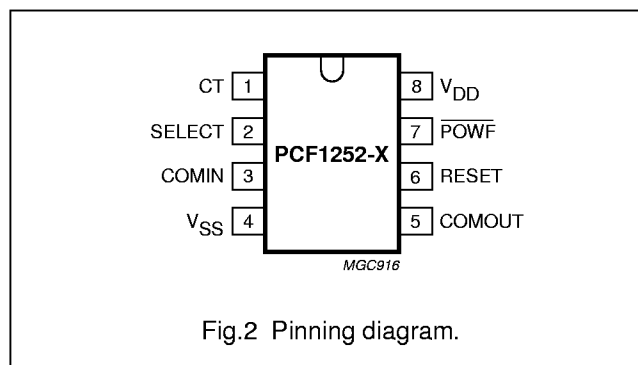 CT 1 8 VDD
SELECT 2 7 POWF
PCF1252-X
COMIN 3 6 RESET
VSS 4 5 COMOUT
MGC916
Fig.2 Pinning diagram.